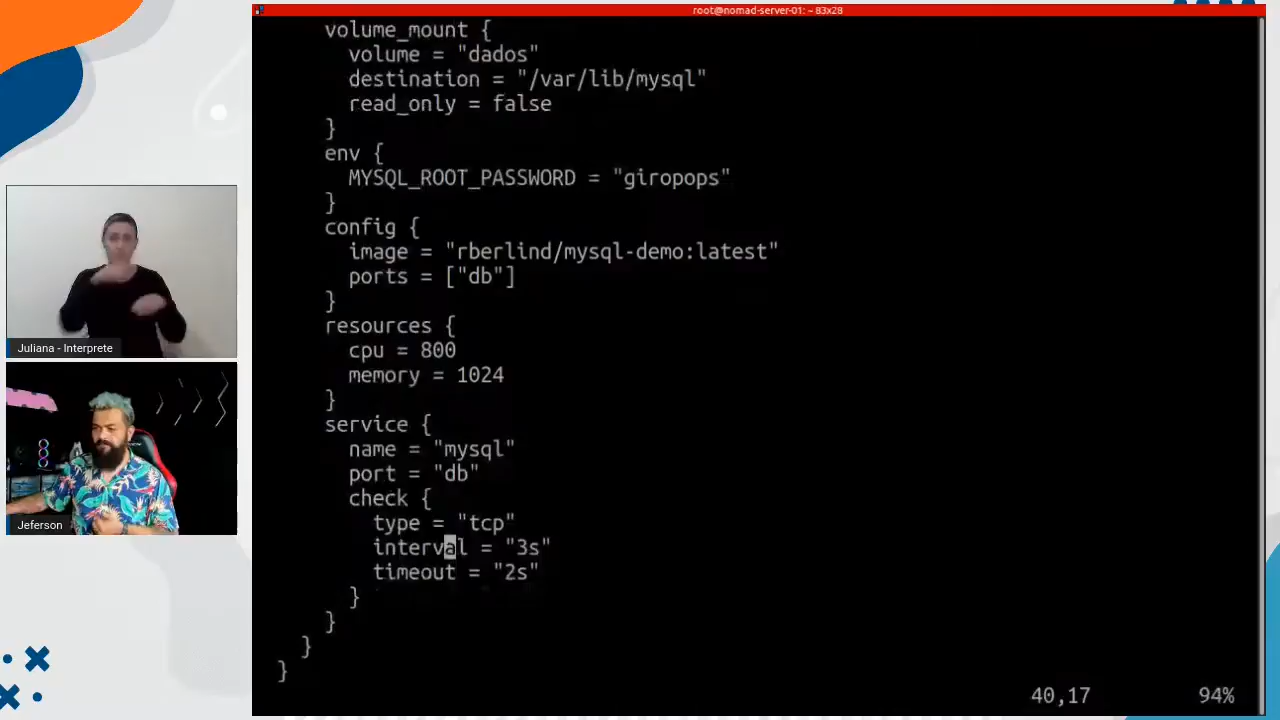 root@nomad-server-01: ~ 83x28
volume_mount {
volume = "dados"
destination = "/var/lib/mysql"
read_only = false
}
env {
MYSQL_ROOT_PASSWORD = "giropops"
}
config {
image = "rberlind/mysql-demo:latest"
ports = ["db"]
}
resources {
cpu = 800
memory = 1024
}
service {
name = "mysql"
port = "db"
check {
type = "tcp"
interval = "3s"
timeout = "2s"
}
}
}
}
40,17 94%
Juliana - Interprete
Jeferson